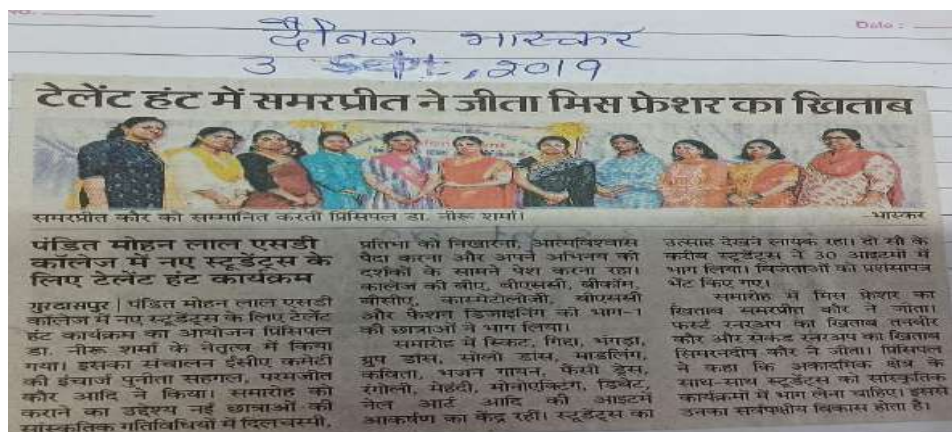 Date :
दैनिक भास्कर
3 Sept, 2019
टेलेंट हंट में समरप्रीत ने जीता मिस फ्रेशर का खिताब
समरप्रीत कौर को सम्मानित करतीं प्रिंसिपल डा. नीरू शर्मा।
-भास्कर
पंडित मोहन लाल एसडी
कॉलेज में नए स्टूडेंट्स के
लिए टेलेंट हंट कार्यक्रम
गुरदासपुर | पंडित मोहन लाल एसडी
कॉलेज में नए स्टूडेंट्स के लिए टेलेंट
हंट कार्यक्रम का आयोजन प्रिंसिपल
डा. नीरू शर्मा के नेतृत्व में किया
गया। इसका संचालन ईसीए कमेटी
की इंचार्ज पुनीता सहगल, परमजीत
कौर आदि ने किया। समारोह को
कराने का उद्देश्य नई छात्राओं की
सांस्कृतिक गतिविधियों में दिलचस्पी,
प्रतिभा को निखारना, आत्मविश्वास
पैदा करना और अपने अभिनय को
दर्शकों के सामने पेश करना रहा।
कालेज की बीए, बीएससी, बीकॉम,
बीसीए, कास्मेटोलॉजी, बीएससी
और फैशन डिजाइनिंग की भाग-1
की छात्राओं ने भाग लिया।
समारोह में स्किट, गिद्दा, भंगड़ा,
ग्रुप डांस, सोलो डांस, माडलिंग,
कविता, भजन गायन, फैंसी ड्रेस,
रंगोली, मेहंदी, मोनोएक्टिंग, डिबेट,
नेल आर्ट आदि की आइटमें
आकर्षण का केंद्र रहीं। स्टूडेंट्स का
उत्साह देखने लायक रहा। दो सौ के
करीब स्टूडेंट्स ने 30 आइटमों में
भाग लिया। विजेताओं को प्रशंसापत्र
भेंट किए गए।
समारोह में मिस फ्रेशर का
खिताब समरप्रीत कौर ने जीता।
फर्स्ट रनरअप का खिताब तनबीर
कौर और सेकंड रनरअप का खिताब
सिमरनदीप कौर ने जीता। प्रिंसिपल
ने कहा कि अकादमिक क्षेत्र के
साथ-साथ स्टूडेंट्स को सांस्कृतिक
कार्यक्रमों में भाग लेना चाहिए। इससे
उनका सर्वपक्षीय विकास होता है।